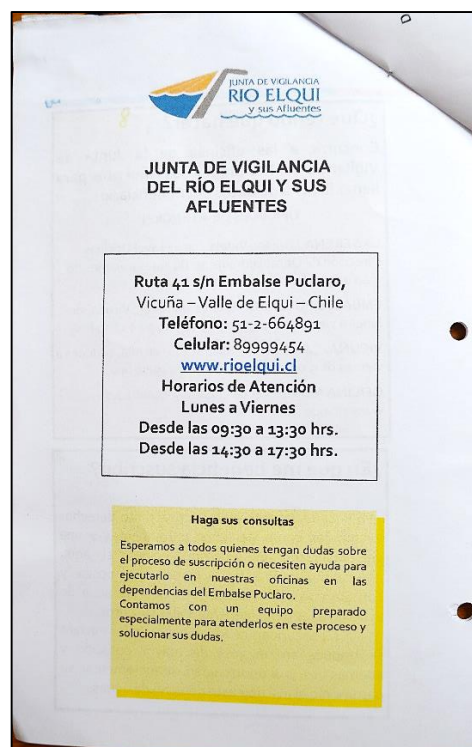 JUNTA DE VIGILANCIA
RIO ELQUI
y sus Afluentes
JUNTA DE VIGILANCIA
DEL RÍO ELQUI Y SUS
AFLUENTES
Ruta 41 s/n Embalse Puclaro,
Vicuña – Valle de Elqui – Chile
Teléfono: 51-2-664891
Celular: 89999454
www.rioelqui.cl
Horarios de Atención
Lunes a Viernes
Desde las 09:30 a 13:30 hrs.
Desde las 14:30 a 17:30 hrs.
Haga sus consultas
Esperamos a todos quienes tengan dudas sobre
el proceso de suscripción o necesiten ayuda para
ejecutarlo en nuestras oficinas en las
dependencias del Embalse Puclaro.
Contamos con un equipo preparado
especialmente para atenderlos en este proceso y
solucionar sus dudas.